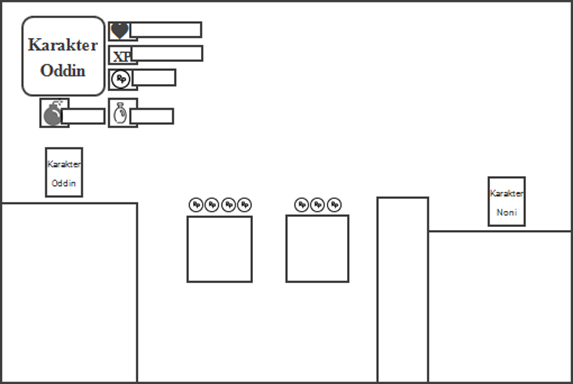 Karakter
Oddin
XP
Rp
Karakter
Oddin
Rp Rp Rp Rp
Rp Rp Rp
Karakter
Noni